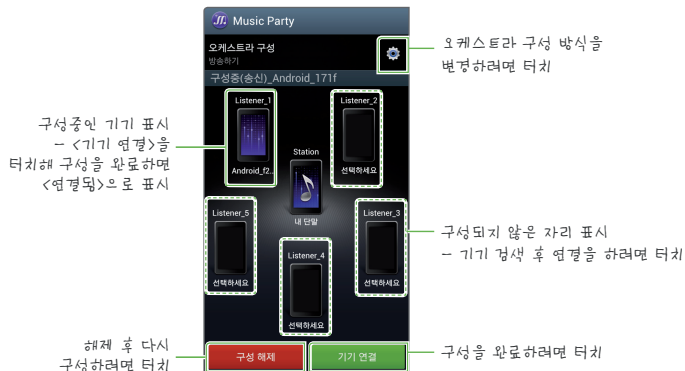 Music Party
오케스트라 구성
방송하기
구성중(송신)_Android_171f
오케스트라 구성 방식을
변경하려면 터치
Listener_1
Listener_2
구성중인 기기 표시
– <기기 연결>을
터치해 구성을 완료하면
<연결됨>으로 표시
Android_f2..
Station
선택하세요
내 단말
Listener_5
Listener_3
선택하세요
선택하세요
구성되지 않은 자리 표시
– 기기 검색 후 연결을 하려면 터치
Listener_4
선택하세요
해제 후 다시
구성하려면 터치
구성 해제
기기 연결
구성을 완료하려면 터치